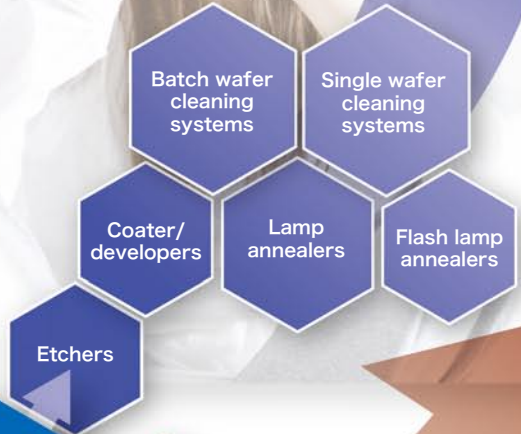 Batch wafer
cleaning
systems
Single wafer
cleaning
systems
Coater/
developers
Lamp
annealers
Flash lamp
annealers
Etchers